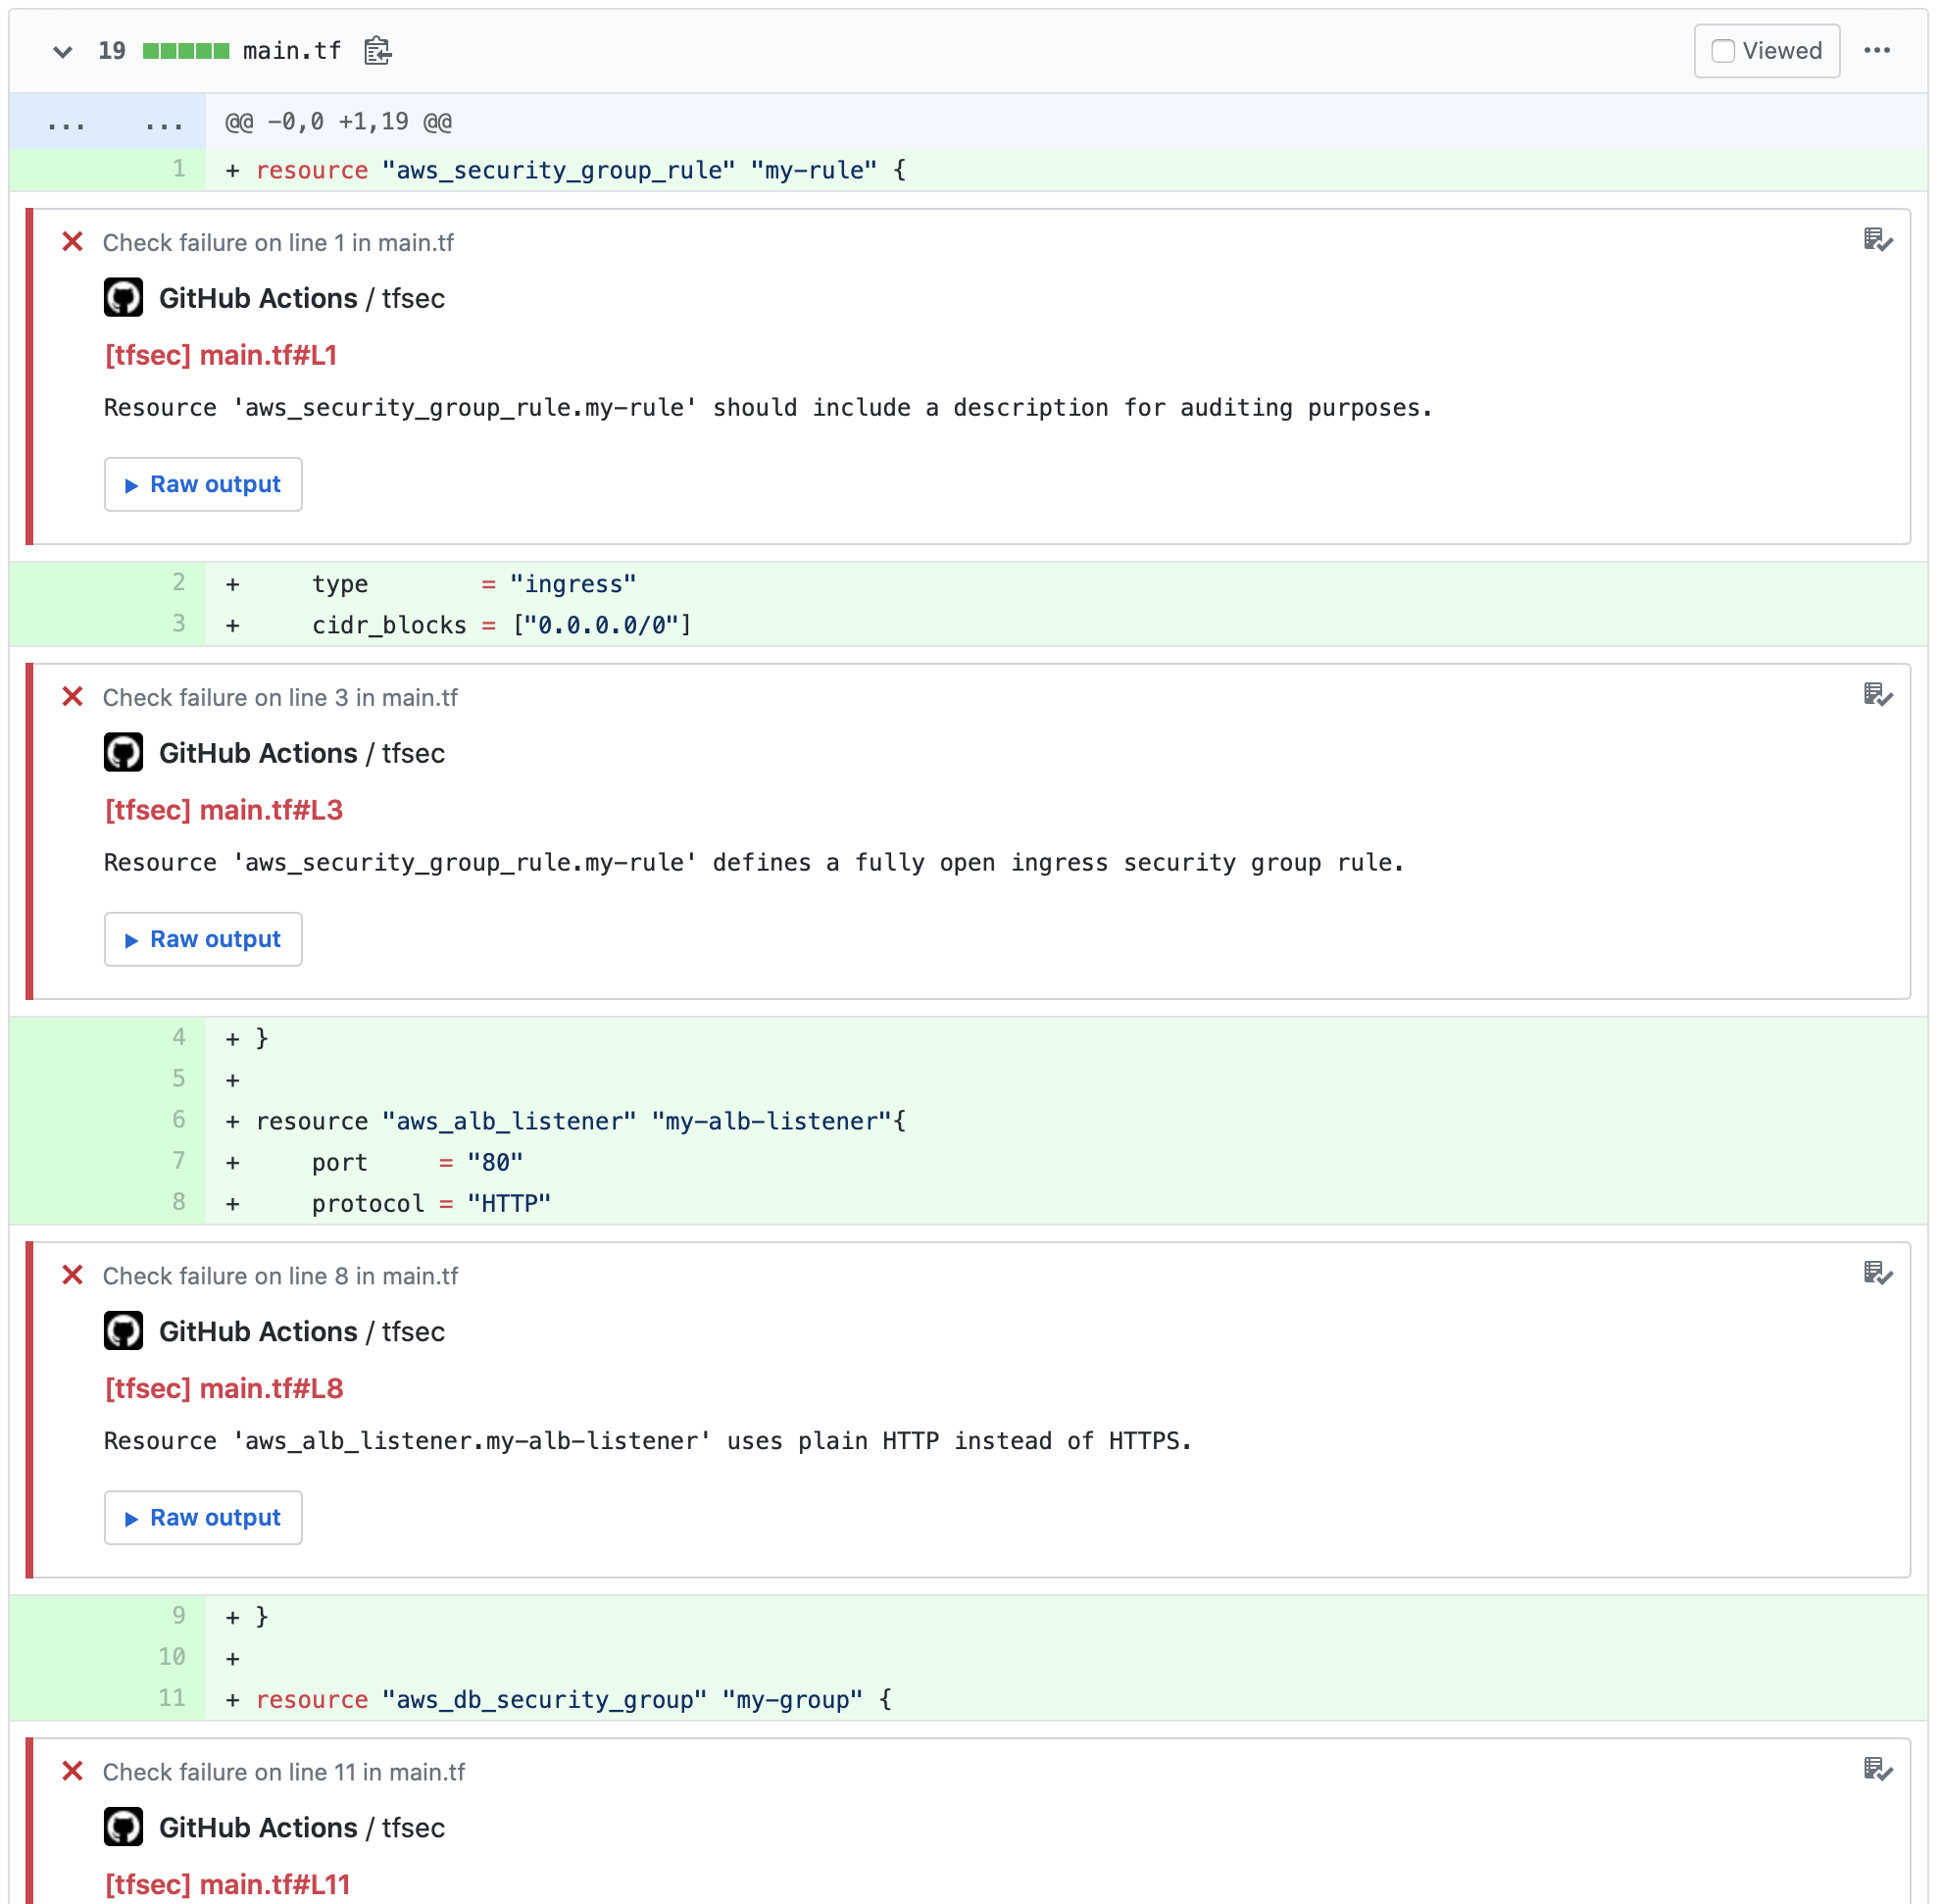 19 main.tf Viewed ...
... ... @@ -0,0 +1,19 @@
1 + resource "aws_security_group_rule" "my-rule" {
Check failure on line 1 in main.tf
GitHub Actions / tfsec
[tfsec] main.tf#L1
Resource 'aws_security_group_rule.my-rule' should include a description for auditing purposes.
Raw output
2 +     type        = "ingress"
3 +     cidr_blocks = ["0.0.0.0/0"]
Check failure on line 3 in main.tf
GitHub Actions / tfsec
[tfsec] main.tf#L3
Resource 'aws_security_group_rule.my-rule' defines a fully open ingress security group rule.
Raw output
4 + }
5 +
6 + resource "aws_alb_listener" "my-alb-listener"{
7 +     port     = "80"
8 +     protocol = "HTTP"
Check failure on line 8 in main.tf
GitHub Actions / tfsec
[tfsec] main.tf#L8
Resource 'aws_alb_listener.my-alb-listener' uses plain HTTP instead of HTTPS.
Raw output
9 + }
10 +
11 + resource "aws_db_security_group" "my-group" {
Check failure on line 11 in main.tf
GitHub Actions / tfsec
[tfsec] main.tf#L11